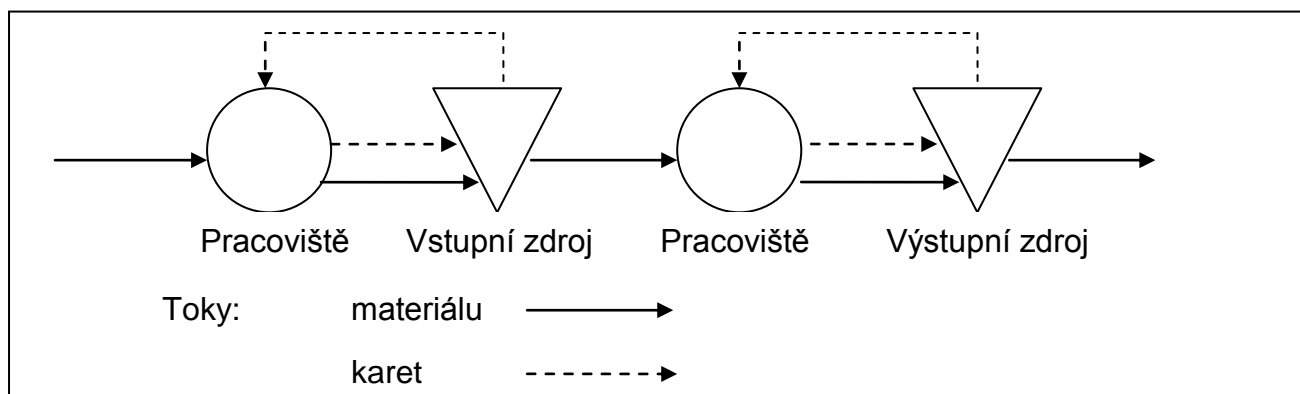 Pracoviště Vstupní zdroj Pracoviště Výstupní zdroj
Toky: materiálu
karet